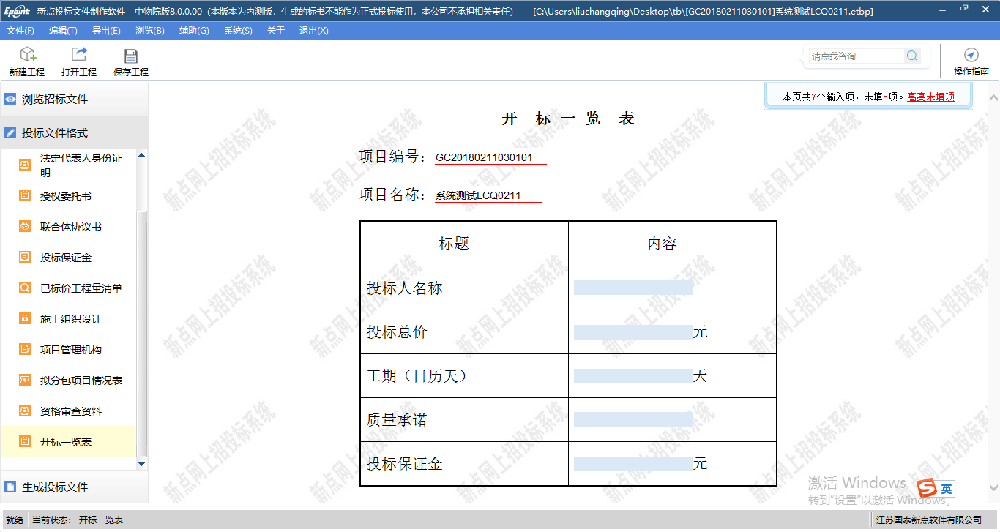 Epoint 新点投标文件制作软件—中物院版8.0.0.00（本版本为内测版，生成的标书不能作为正式投标使用，本公司不承担相关责任） [C:\Users\liuchangqing\Desktop\tb\[GC20180211030101]系统测试LCQ0211.etbp]
文件(F) 编辑(T) 导出(E) 浏览(B) 辅助(G) 系统(S) 关于 退出(X)
新建工程 打开工程 保存工程 请点我咨询 操作指南
浏览招标文件
投标文件格式
法定代表人身份证
明
授权委托书
联合体协议书
投标保证金
已标价工程量清单
施工组织设计
项目管理机构
拟分包项目情况表
资格审查资料
开标一览表
生成投标文件
本页共7个输入项，未填5项。高亮未填项
开 标 一 览 表
项目编号： GC20180211030101
项目名称： 系统测试LCQ0211
标题 内容
投标人名称
投标总价 元
工期（日历天） 天
质量承诺
投标保证金 元
新点网上招投标系统
激活 Windows
转到"设置"以激活 Windows。
S 英
就绪 当前状态： 开标一览表 江苏国泰新点软件有限公司